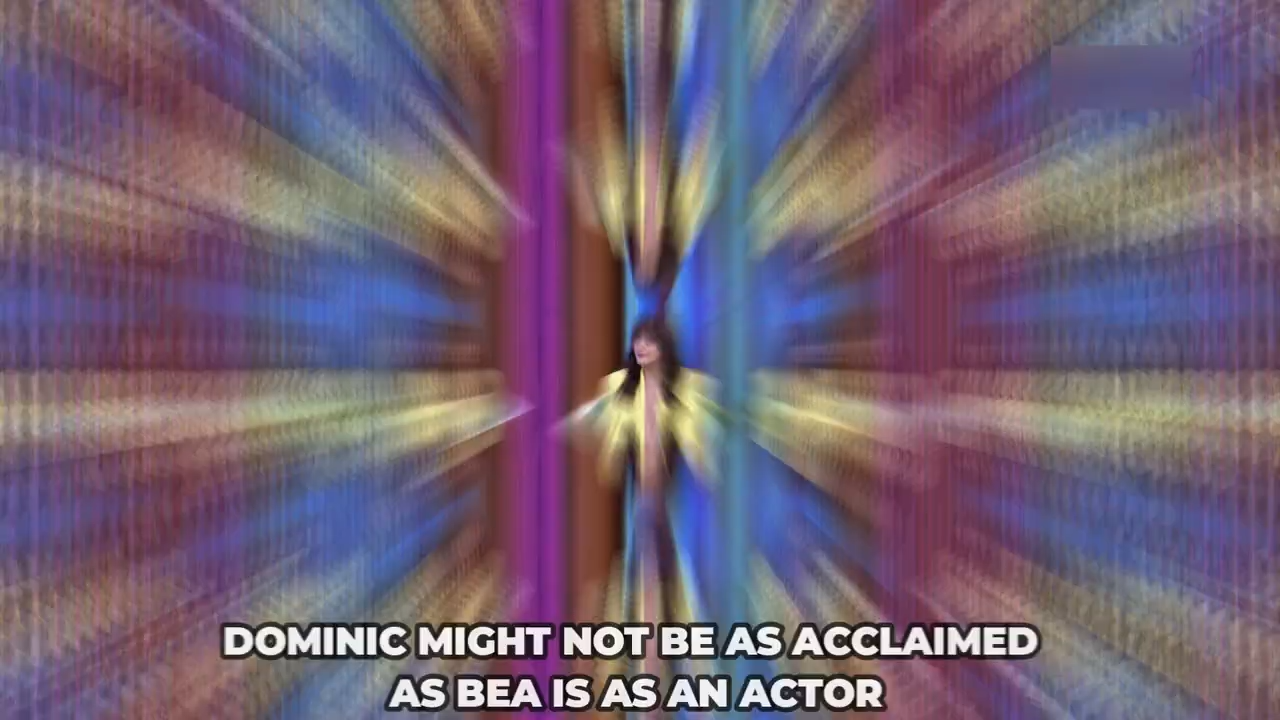 DOMINIC MIGHT NOT BE AS ACCLAIMED
AS BEA IS AS AN ACTOR